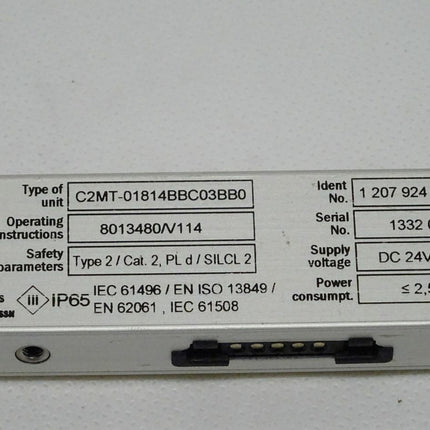 Type of unit C2MT-01814BBC03BB0 Ident No. 1 207 924
Operating instructions 8013480/V114 Serial No. 1332
Safety parameters Type 2 / Cat. 2, PL d / SILCL 2 Supply voltage DC 24V
iii IP65 IEC 61496 / EN ISO 13849 / EN 62061 , IEC 61508 Power consumpt. ≤ 2,5